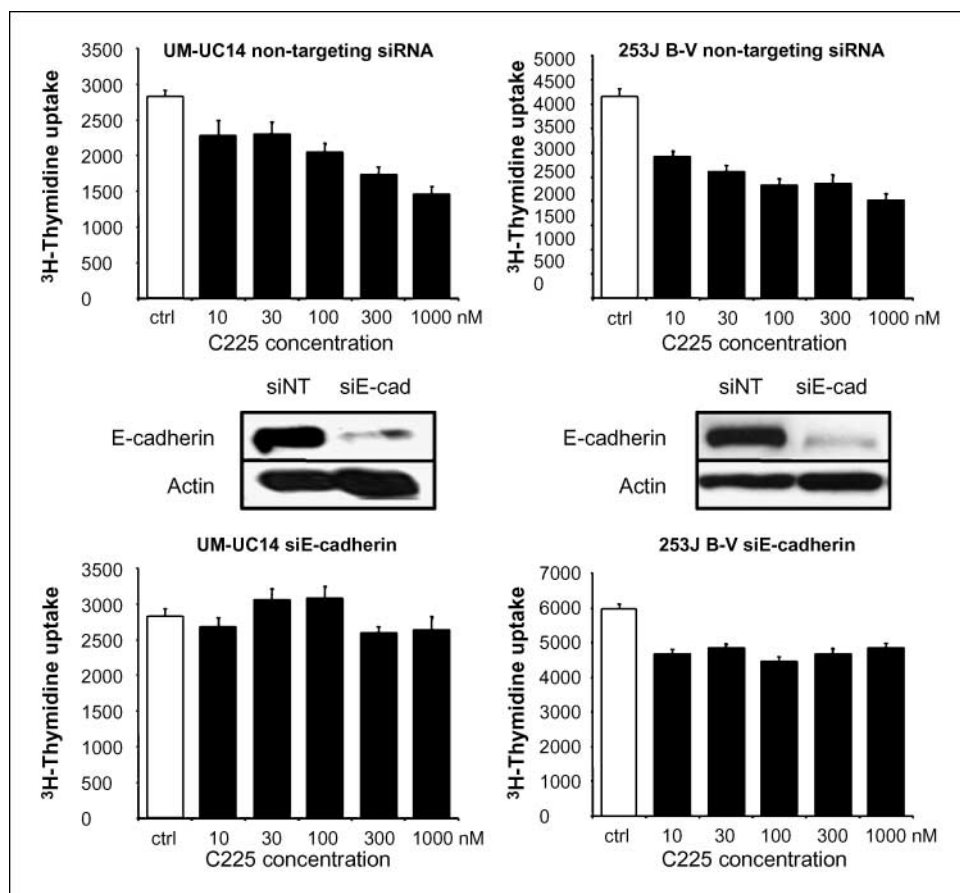 UM-UC14 non-targeting siRNA
³H-Thymidine uptake
3500
3000
2500
2000
1500
1000
500
0
ctrl 10 30 100 300 1000 nM
C225 concentration
253J B-V non-targeting siRNA
³H-Thymidine uptake
5000
4500
4000
3500
3000
2500
2000
1500
1000
500
0
ctrl 10 30 100 300 1000 nM
C225 concentration
siNT siE-cad
E-cadherin
Actin
siNT siE-cad
E-cadherin
Actin
UM-UC14 siE-cadherin
³H-Thymidine uptake
3500
3000
2500
2000
1500
1000
500
0
ctrl 10 30 100 300 1000 nM
C225 concentration
253J B-V siE-cadherin
³H-Thymidine uptake
7000
6000
5000
4000
3000
2000
1000
0
ctrl 10 30 100 300 1000 nM
C225 concentration